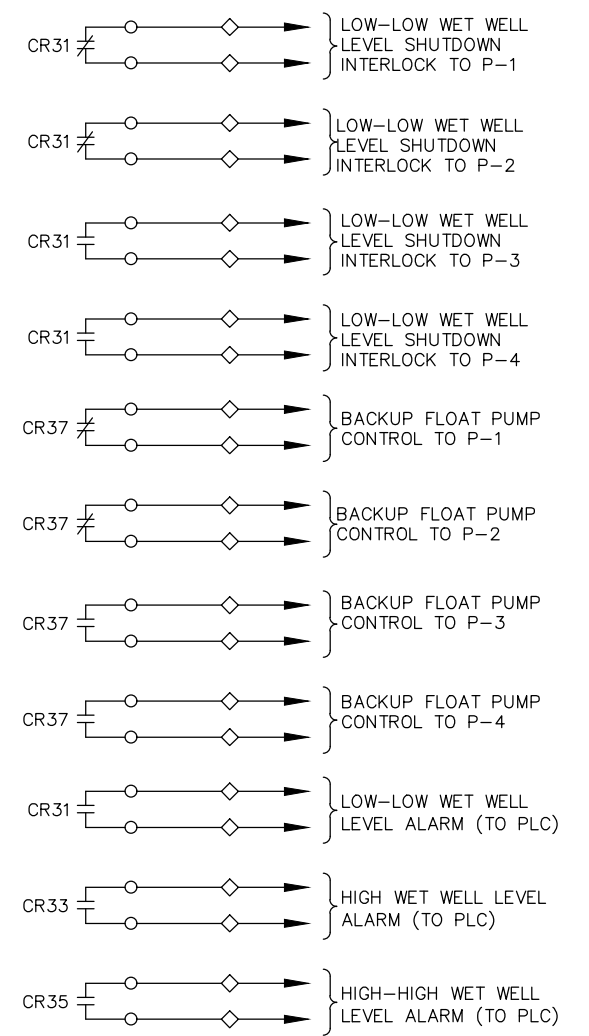 CR31
LOW-LOW WET WELL
LEVEL SHUTDOWN
INTERLOCK TO P-1
CR31
LOW-LOW WET WELL
LEVEL SHUTDOWN
INTERLOCK TO P-2
CR31
LOW-LOW WET WELL
LEVEL SHUTDOWN
INTERLOCK TO P-3
CR31
LOW-LOW WET WELL
LEVEL SHUTDOWN
INTERLOCK TO P-4
CR37
BACKUP FLOAT PUMP
CONTROL TO P-1
CR37
BACKUP FLOAT PUMP
CONTROL TO P-2
CR37
BACKUP FLOAT PUMP
CONTROL TO P-3
CR37
BACKUP FLOAT PUMP
CONTROL TO P-4
CR31
LOW-LOW WET WELL
LEVEL ALARM (TO PLC)
CR33
HIGH WET WELL LEVEL
ALARM (TO PLC)
CR35
HIGH-HIGH WET WELL
LEVEL ALARM (TO PLC)